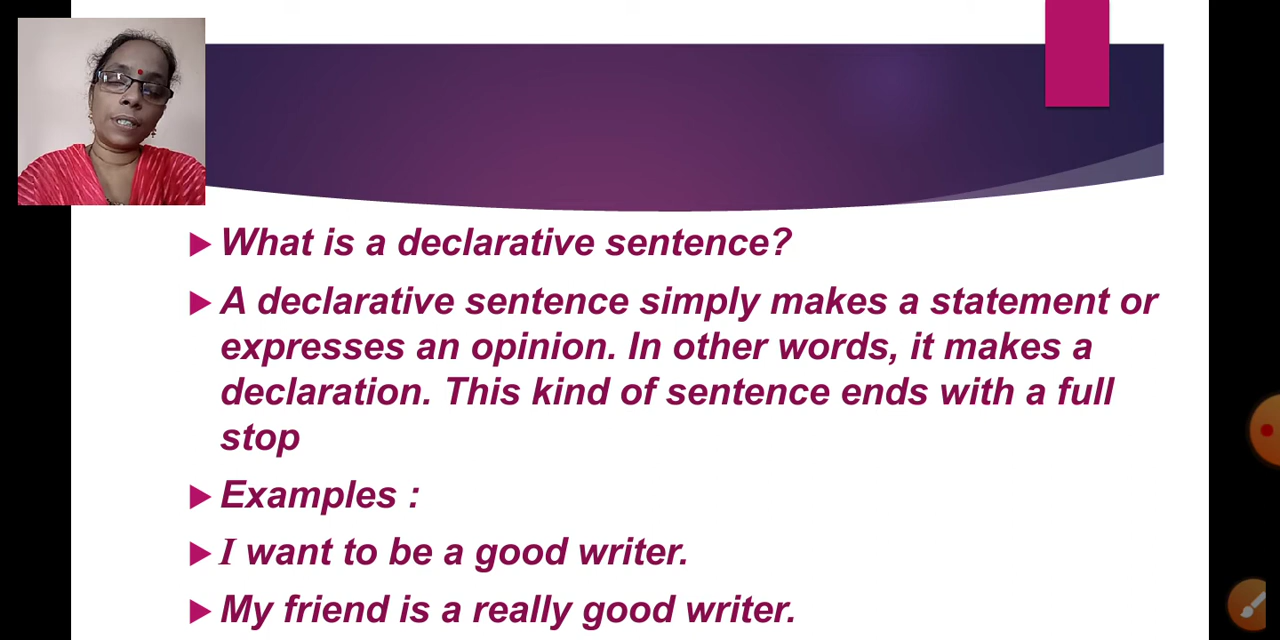 What is a declarative sentence?
A declarative sentence simply makes a statement or
expresses an opinion. In other words, it makes a
declaration. This kind of sentence ends with a full
stop
Examples :
I want to be a good writer.
My friend is a really good writer.